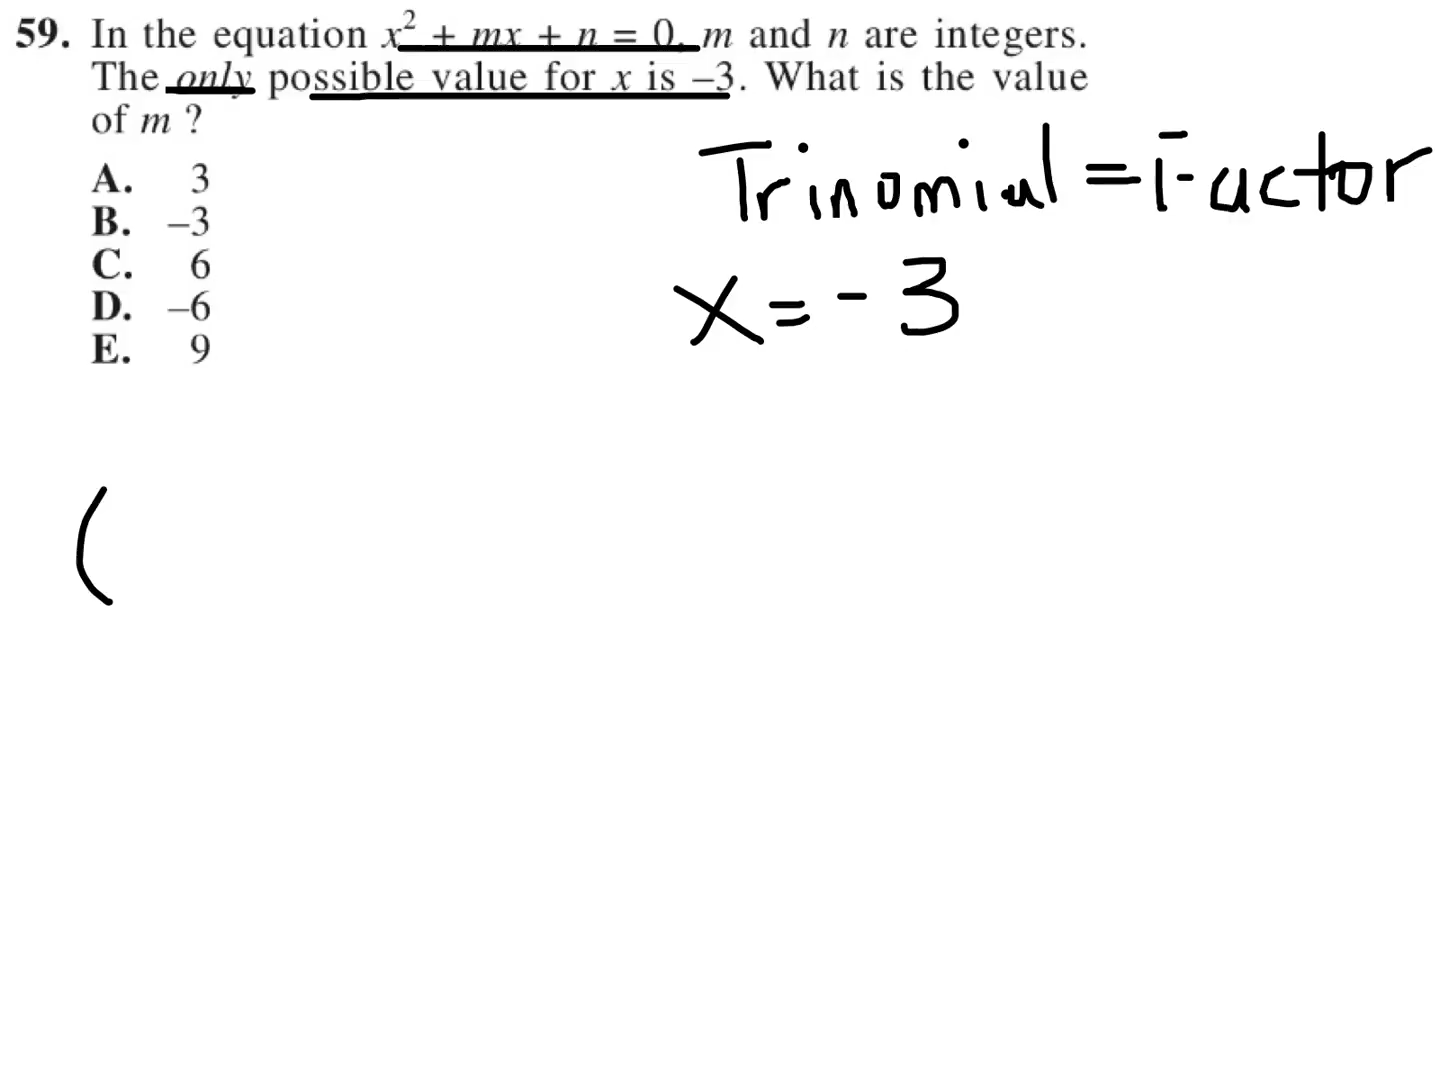 59. In the equation x² + mx + n = 0, m and n are integers.
The only possible value for x is –3. What is the value
of m ?
A. 3
B. –3
C. 6
D. –6
E. 9
Trinomial = Factor
x = - 3
(